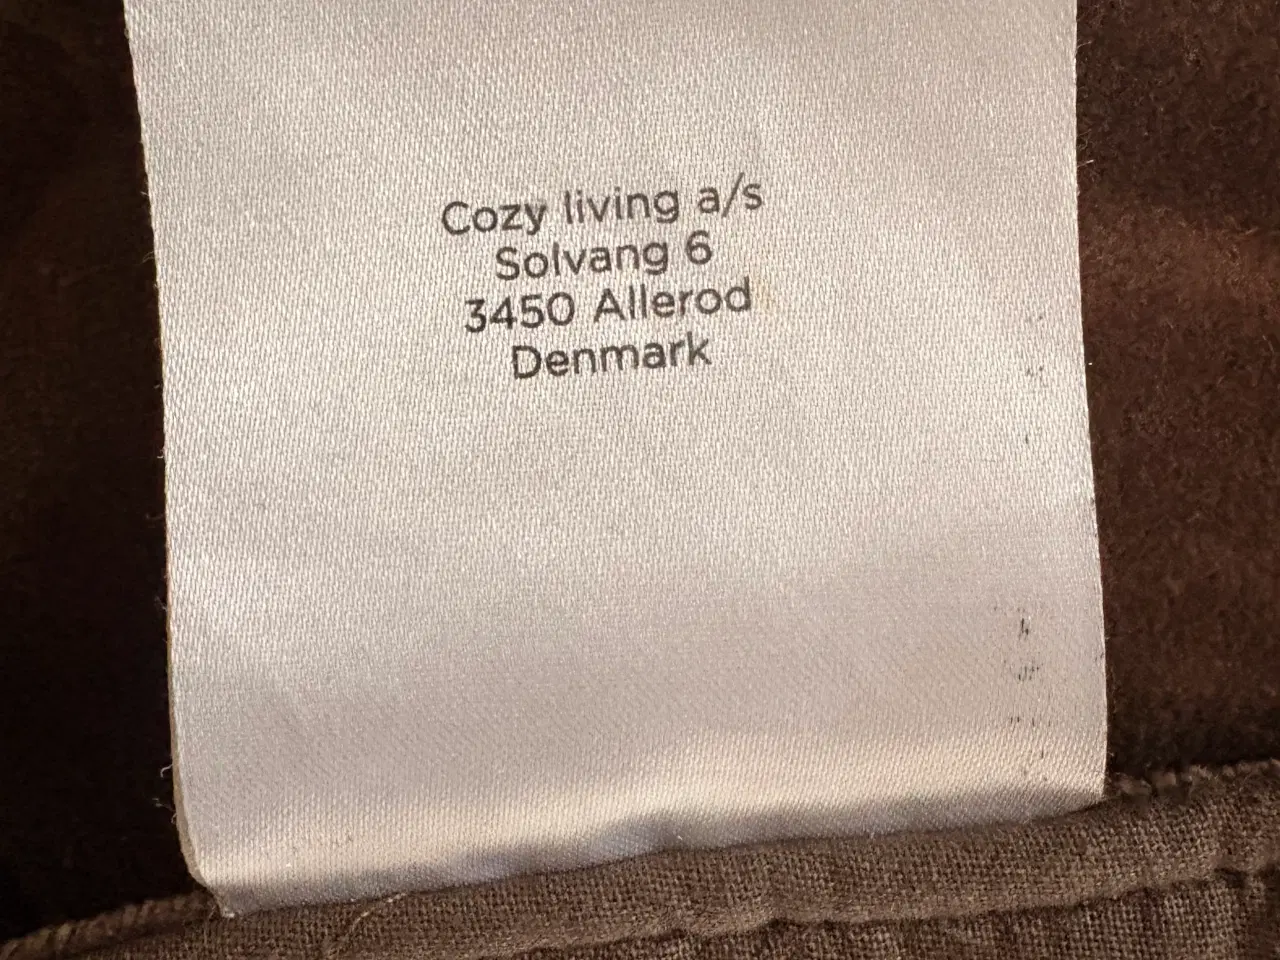 Cozy living a/s
Solvang 6
3450 Allerod
Denmark